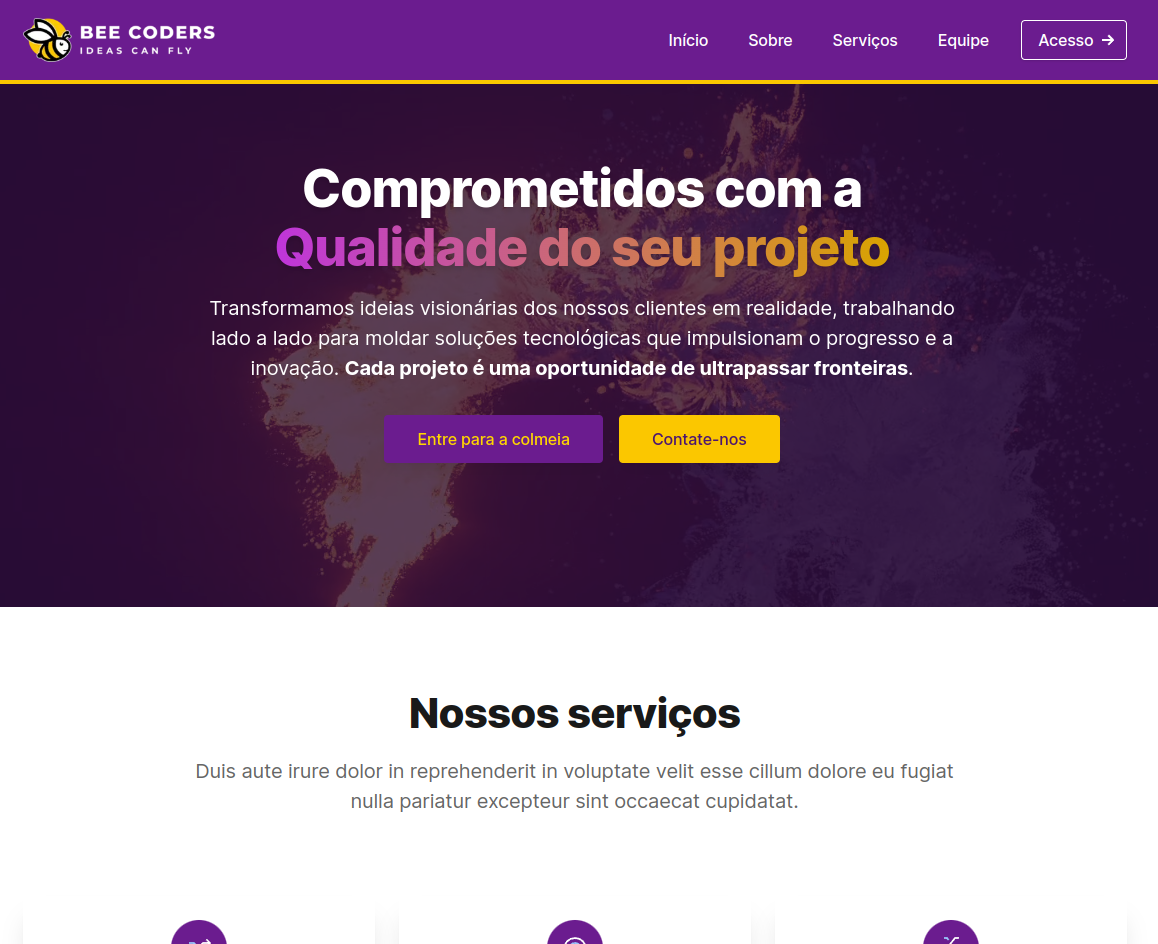 BEE CODERS
IDEAS CAN FLY
Início
Sobre
Serviços
Equipe
Acesso
Comprometidos com a
Qualidade do seu projeto
Transformamos ideias visionárias dos nossos clientes em realidade, trabalhando
lado a lado para moldar soluções tecnológicas que impulsionam o progresso e a
inovação. Cada projeto é uma oportunidade de ultrapassar fronteiras.
Entre para a colmeia
Contate-nos
Nossos serviços
Duis aute irure dolor in reprehenderit in voluptate velit esse cillum dolore eu fugiat
nulla pariatur excepteur sint occaecat cupidatat.